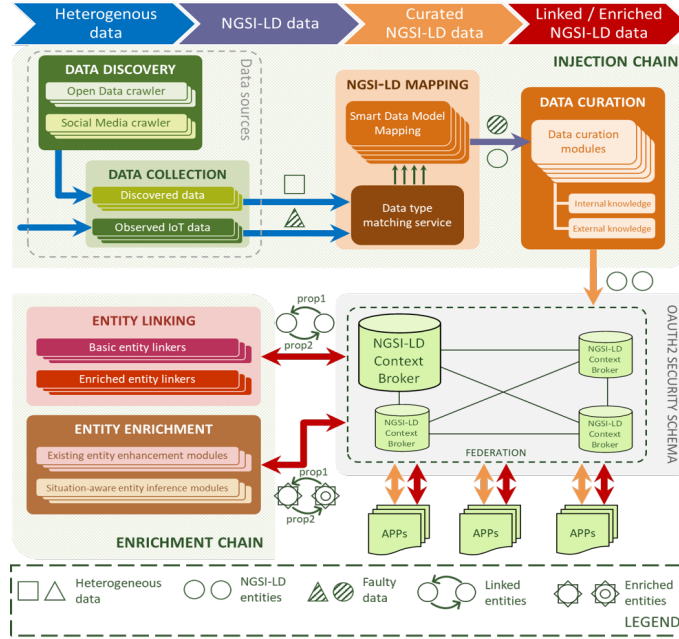 Heterogenous
data
NGSI-LD data
Curated
NGSI-LD data
Linked / Enriched
NGSI-LD data
INJECTION CHAIN
DATA DISCOVERY
Open Data crawler
Social Media crawler
Data sources
DATA COLLECTION
Discovered data
Observed IoT data
NGSI-LD MAPPING
Smart Data Model
Mapping
Data type
matching service
DATA CURATION
Data curation
modules
Internal knowledge
External knowledge
ENTITY LINKING
Basic entity linkers
Enriched entity linkers
prop1
prop2
ENTITY ENRICHMENT
Existing entity enhancement modules
Situation-aware entity inference modules
prop1
prop2
ENRICHMENT CHAIN
NGSI-LD
Context
Broker
NGSI-LD
Context
Broker
NGSI-LD
Context
Broker
NGSI-LD
Context
Broker
FEDERATION
OAUTH2 SECURITY SCHEMA
APPs
APPs
APPs
Heterogeneous
data
NGSI-LD
entities
Faulty
data
Linked
entities
Enriched
entities
LEGEND